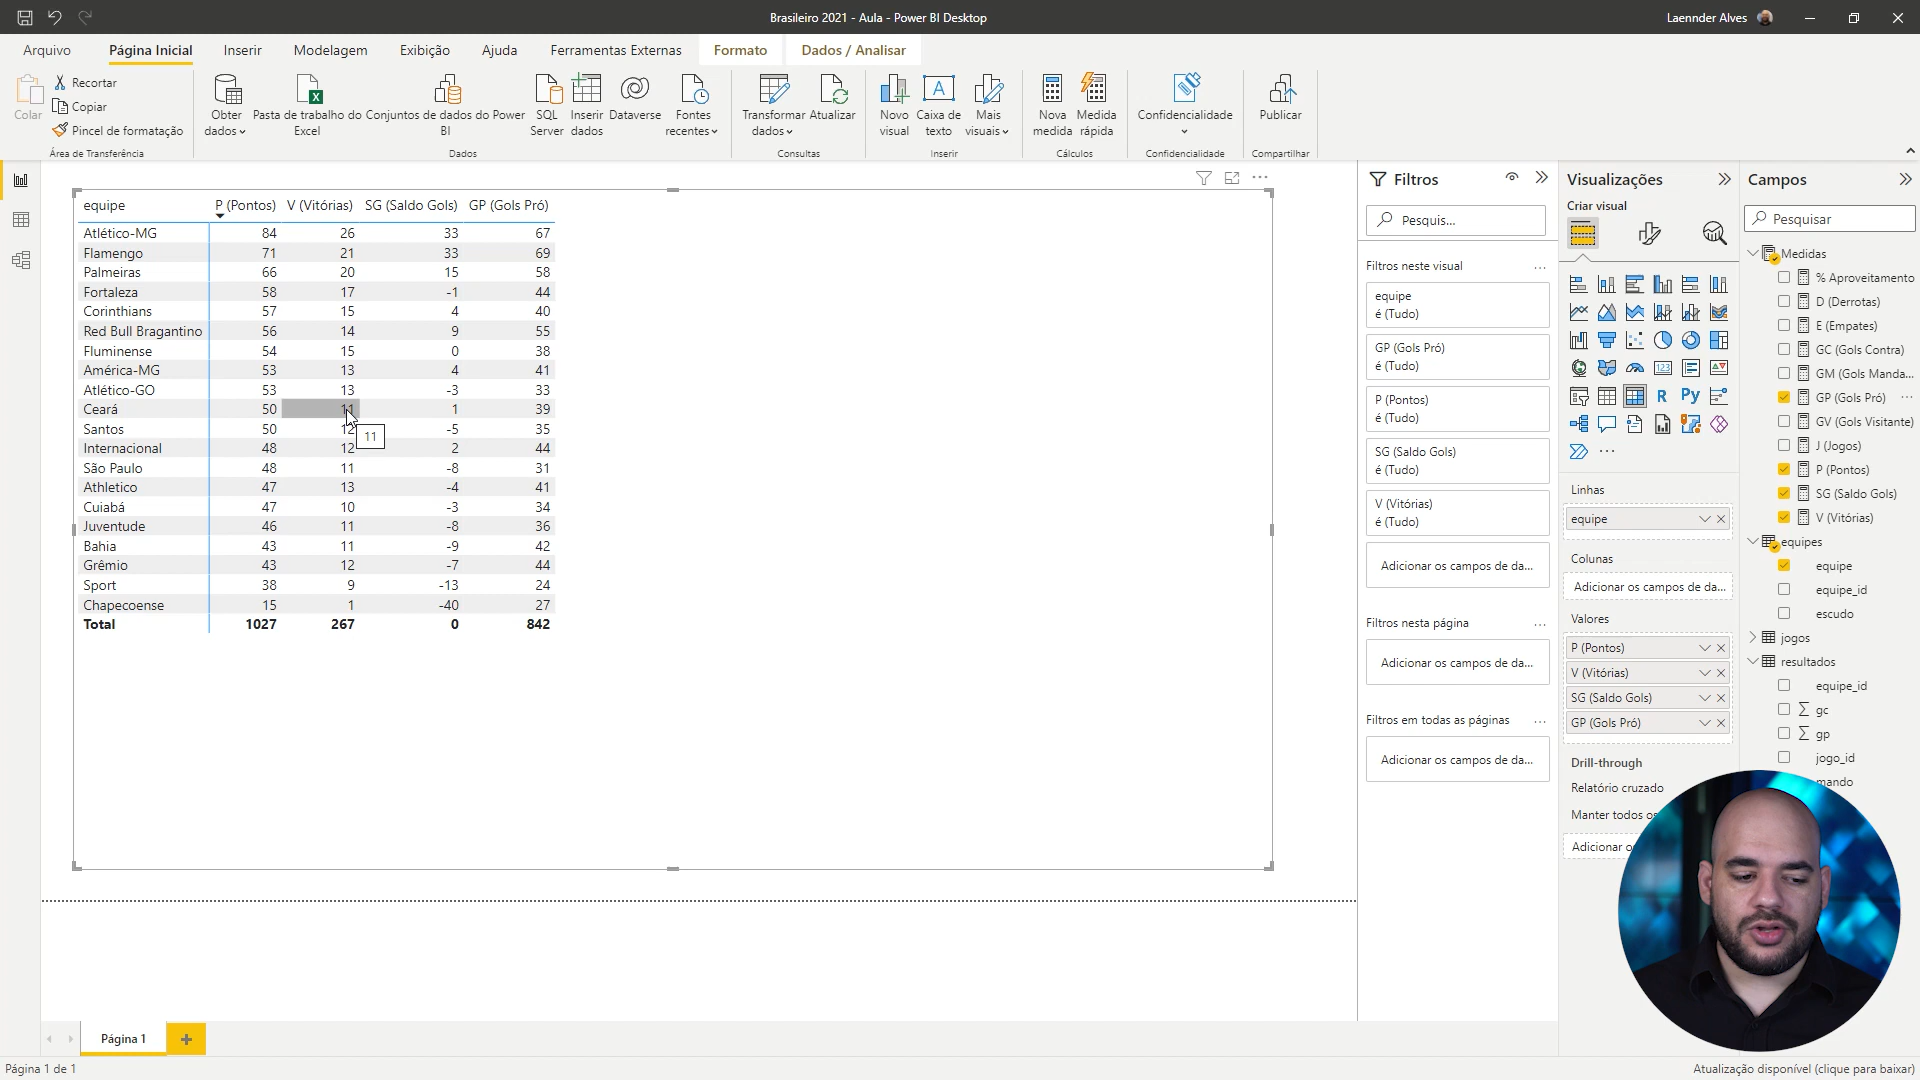 Brasileiro 2021 - Aula - Power BI Desktop
Laennder Alves
Arquivo
Página Inicial
Inserir
Modelagem
Exibição
Ajuda
Ferramentas Externas
Formato
Dados / Analisar
Colar
Recortar
Copiar
Pincel de formatação
Área de Transferência
Obter dados
Pasta de trabalho do Excel
Conjuntos de dados do Power BI
SQL Server
Inserir dados
Dataverse
Fontes recentes
Dados
Transformar dados
Atualizar
Consultas
Novo visual
Caixa de texto
Mais visuais
Inserir
Nova medida
Medida rápida
Cálculos
Confidencialidade
Confidencialidade
Publicar
Compartilhar
equipe P (Pontos) V (Vitórias) SG (Saldo Gols) GP (Gols Pró)
Atlético-MG 84 26 33 67
Flamengo 71 21 33 69
Palmeiras 66 20 15 58
Fortaleza 58 17 -1 44
Corinthians 57 15 4 40
Red Bull Bragantino 56 14 9 55
Fluminense 54 15 0 38
América-MG 53 13 4 41
Atlético-GO 53 13 -3 33
Ceará 50 11 1 39
Santos 50 12 -5 35
11
Internacional 48 12 2 44
São Paulo 48 11 -8 31
Athletico 47 13 -4 41
Cuiabá 47 10 -3 34
Juventude 46 11 -8 36
Bahia 43 11 -9 42
Grêmio 43 12 -7 44
Sport 38 9 -13 24
Chapecoense 15 1 -40 27
Total 1027 267 0 842
Filtros
Pesquis...
Filtros neste visual ...
equipe
é (Tudo)
GP (Gols Pró)
é (Tudo)
P (Pontos)
é (Tudo)
SG (Saldo Gols)
é (Tudo)
V (Vitórias)
é (Tudo)
Adicionar os campos de da...
Filtros nesta página ...
Adicionar os campos de da...
Filtros em todas as páginas ...
Adicionar os campos de da...
Visualizações
Criar visual
123
R
Py
...
Linhas
equipe
Colunas
Adicionar os campos de da...
Valores
P (Pontos)
V (Vitórias)
SG (Saldo Gols)
GP (Gols Pró)
Drill-through
Relatório cruzado
Manter todos os
Adicionar o
Campos
Pesquisar
Medidas
% Aproveitamento
D (Derrotas)
E (Empates)
GC (Gols Contra)
GM (Gols Manda...
GP (Gols Pró) ...
GV (Gols Visitante)
J (Jogos)
P (Pontos)
SG (Saldo Gols)
V (Vitórias)
equipes
equipe
equipe_id
escudo
jogos
resultados
equipe_id
gc
gp
jogo_id
mando
Página 1
Página 1 de 1
Atualização disponível (clique para baixar)